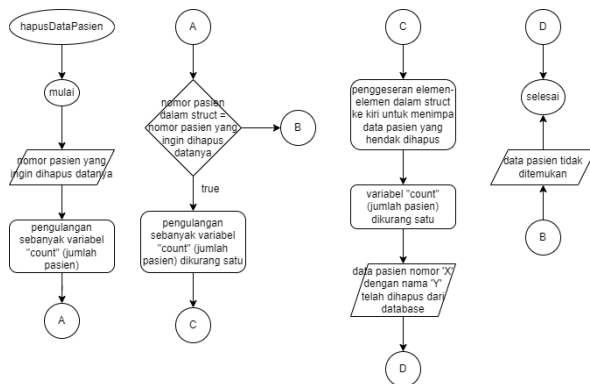 hapusDataPasien
mulai
nomor pasien yang
ingin dihapus datanya
pengulangan
sebanyak variabel
"count" (jumlah
pasien)
A
A
nomor pasien
dalam struct =
nomor pasien yang
ingin dihapus
datanya
B
true
pengulangan
sebanyak variabel
"count" (jumlah
pasien) dikurang satu
C
C
penggeseran elemen-
elemen dalam struct
ke kiri untuk menimpa
data pasien yang
hendak dihapus
variabel "count"
(jumlah pasien)
dikurang satu
data pasien nomor 'X'
dengan nama 'Y'
telah dihapus dari
database
D
D
selesai
data pasien tidak
ditemukan
B